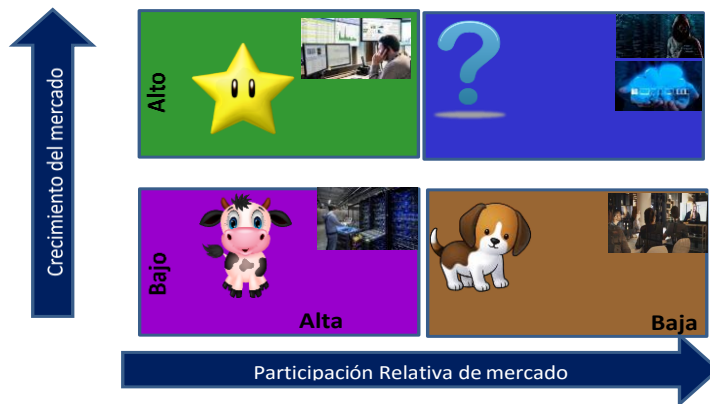 Crecimiento del mercado
Alto
?
Bajo
Alta
Baja
Participación Relativa de mercado